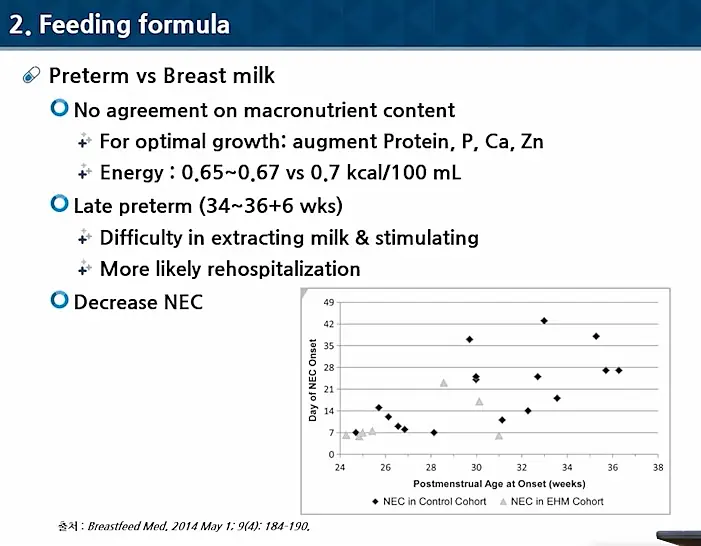 2. Feeding formula
Preterm vs Breast milk
No agreement on macronutrient content
For optimal growth: augment Protein, P, Ca, Zn
Energy : 0.65~0.67 vs 0.7 kcal/100 mL
Late preterm (34~36+6 wks)
Difficulty in extracting milk & stimulating
More likely rehospitalization
Decrease NEC
49
42
35
28
21
14
7
0
Day of NEC Onset
24 26 28 30 32 34 36 38
Postmenstrual Age at Onset (weeks)
NEC in Control Cohort NEC in EHM Cohort
출처 : Breastfeed Med. 2014 May 1; 9(4): 184-190.